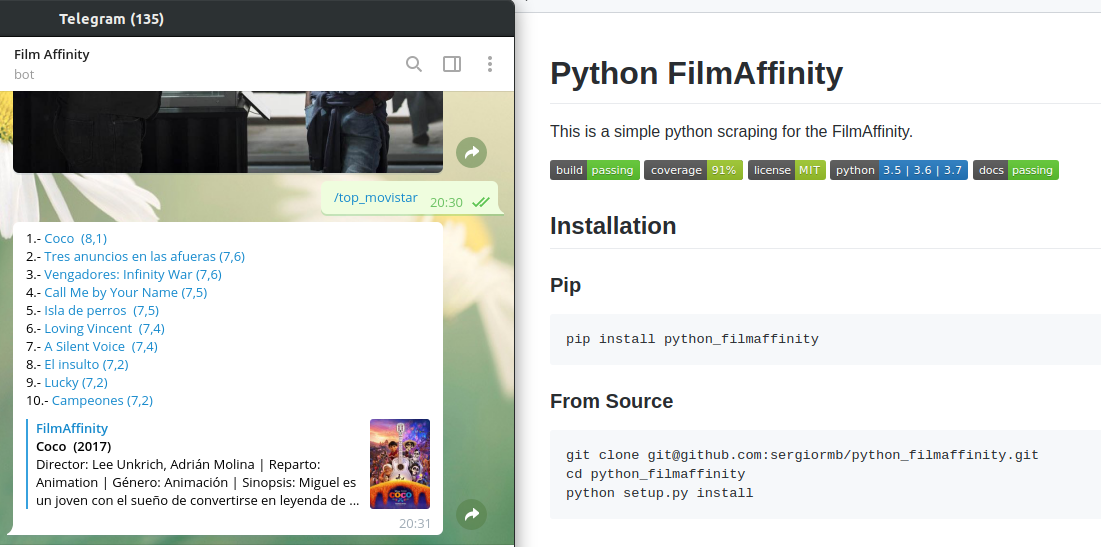 Telegram (135)
Film Affinity
bot
/top_movistar 20:30
1.- Coco (8,1)
2.- Tres anuncios en las afueras (7,6)
3.- Vengadores: Infinity War (7,6)
4.- Call Me by Your Name (7,5)
5.- Isla de perros (7,5)
6.- Loving Vincent (7,4)
7.- A Silent Voice (7,4)
8.- El insulto (7,2)
9.- Lucky (7,2)
10.- Campeones (7,2)
FilmAffinity
Coco (2017)
Director: Lee Unkrich, Adrián Molina | Reparto:
Animation | Género: Animación | Sinopsis: Miguel es
un joven con el sueño de convertirse en leyenda de ...
COCO
20:31
Python FilmAffinity
This is a simple python scraping for the FilmAffinity.
build passing coverage 91% license MIT python 3.5 | 3.6 | 3.7 docs passing
Installation
Pip
pip install python_filmaffinity
From Source
git clone git@github.com:sergiormb/python_filmaffinity.git
cd python_filmaffinity
python setup.py install